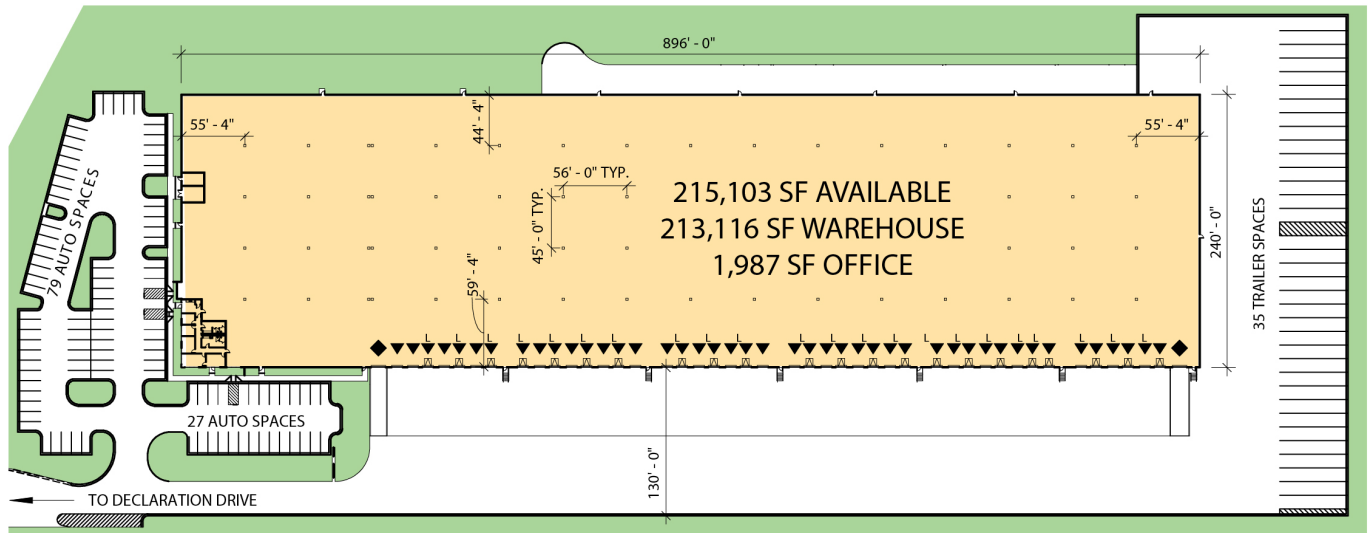 896' - 0"
55' - 4"
44' - 4"
55' - 4"
79 AUTO SPACES
56' - 0" TYP.
45' - 0" TYP.
215,103 SF AVAILABLE
213,116 SF WAREHOUSE
1,987 SF OFFICE
240' - 0"
35 TRAILER SPACES
59' - 4"
L L L L L L L L L L L L L L L L L L L L L L
27 AUTO SPACES
130' - 0"
TO DECLARATION DRIVE